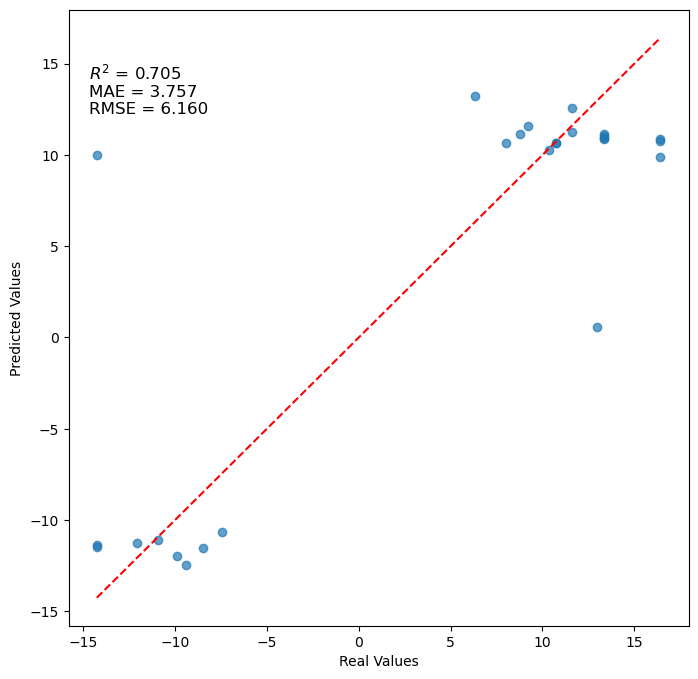 R² = 0.705
MAE = 3.757
RMSE = 6.160
15
10
5
0
−5
−10
−15
Predicted Values
−15 −10 −5 0 5 10 15
Real Values